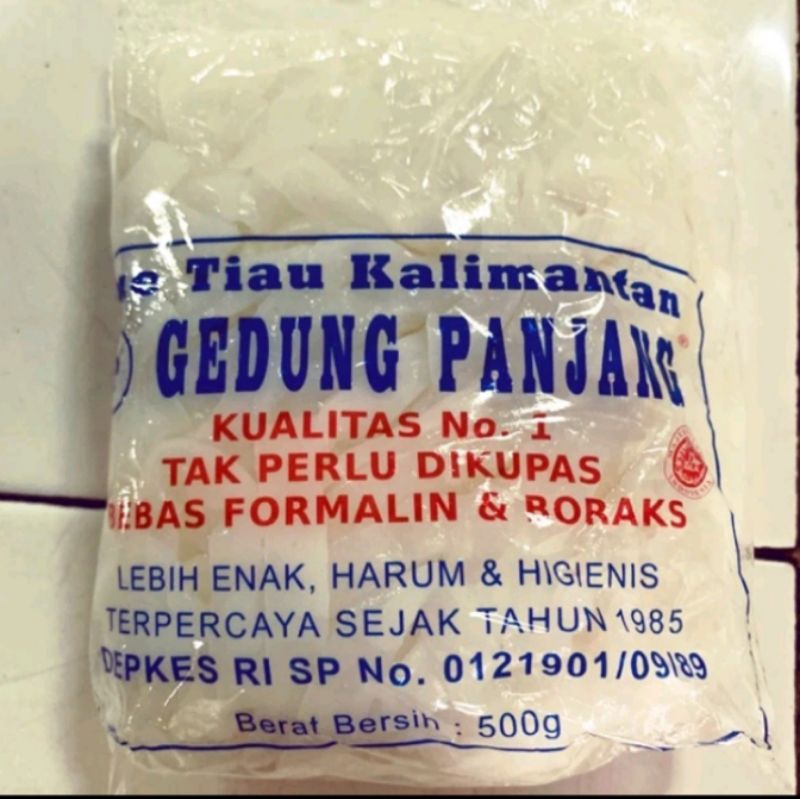 Tiau Kalimantan
GEDUNG PANJANG
KUALITAS No. 1
TAK PERLU DIKUPAS
BEBAS FORMALIN & BORAKS
LEBIH ENAK, HARUM & HIGIENIS
TERPERCAYA SEJAK TAHUN 1985
DEPKES RI SP No. 0121901/09/89
Berat Bersih : 500g